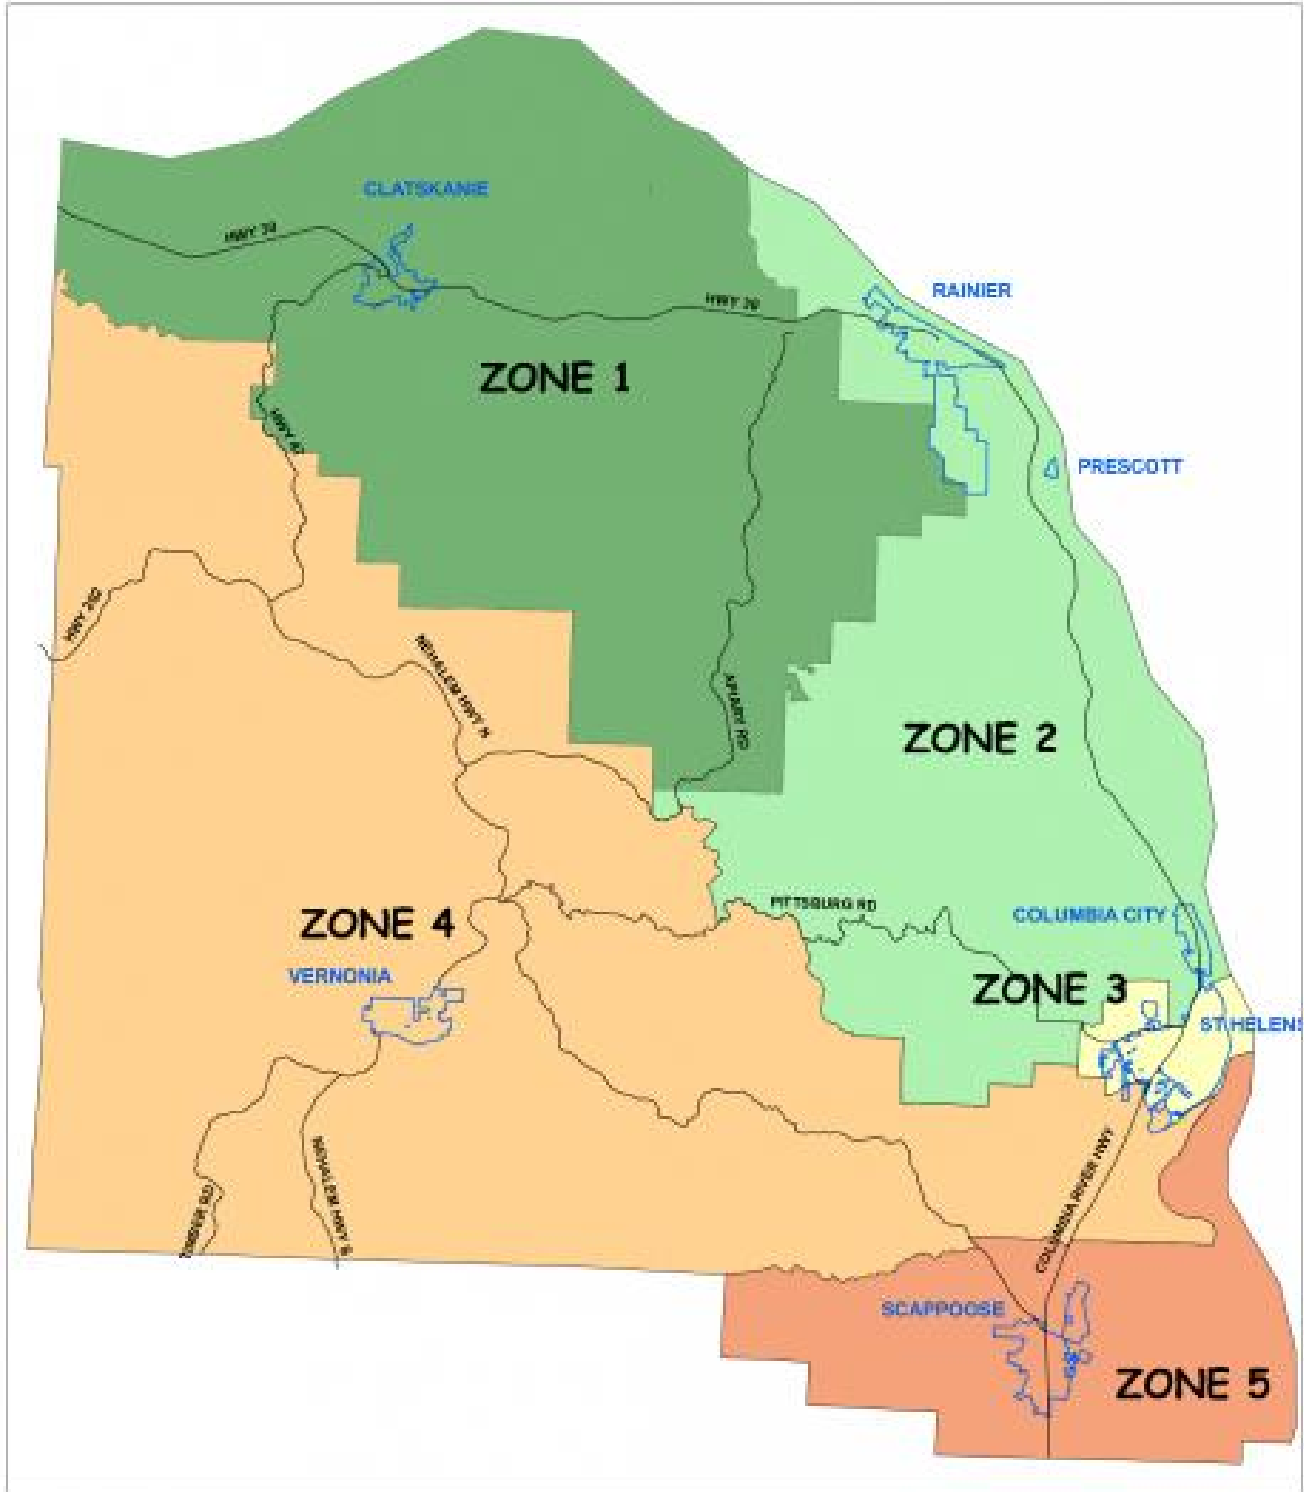 CLATSKANIE
HWY 30
RAINIER
HWY 30
ZONE 1
HWY 47
PRESCOTT
HWY 202
NEHALEM HWY N
APIARY RD
ZONE 2
PITTSBURG RD
COLUMBIA CITY
ZONE 4
VERNONIA
ZONE 3
ST HELENS
COLUMBIA RIVER HWY
NEHALEM HWY S
SCAPPOOSE
ZONE 5